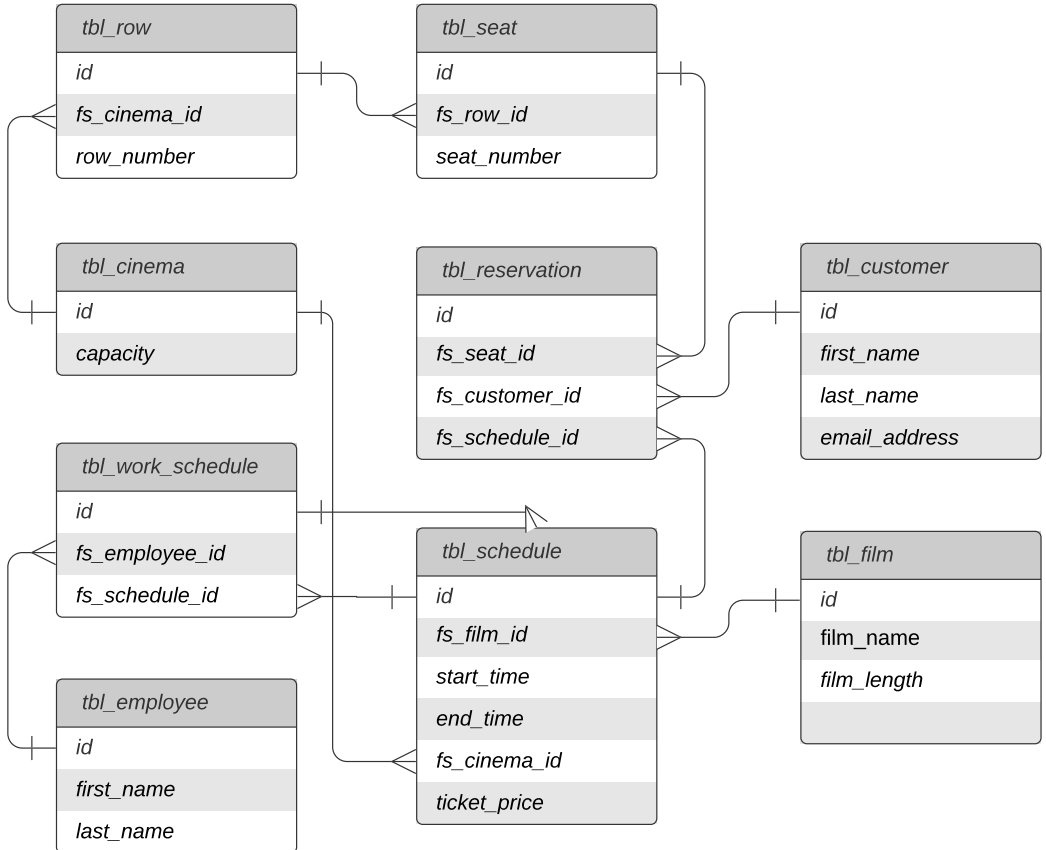 tbl_row
id
fs_cinema_id
row_number
tbl_seat
id
fs_row_id
seat_number
tbl_cinema
id
capacity
tbl_reservation
id
fs_seat_id
fs_customer_id
fs_schedule_id
tbl_customer
id
first_name
last_name
email_address
tbl_work_schedule
id
fs_employee_id
fs_schedule_id
tbl_schedule
id
fs_film_id
start_time
end_time
fs_cinema_id
ticket_price
tbl_film
id
film_name
film_length
tbl_employee
id
first_name
last_name